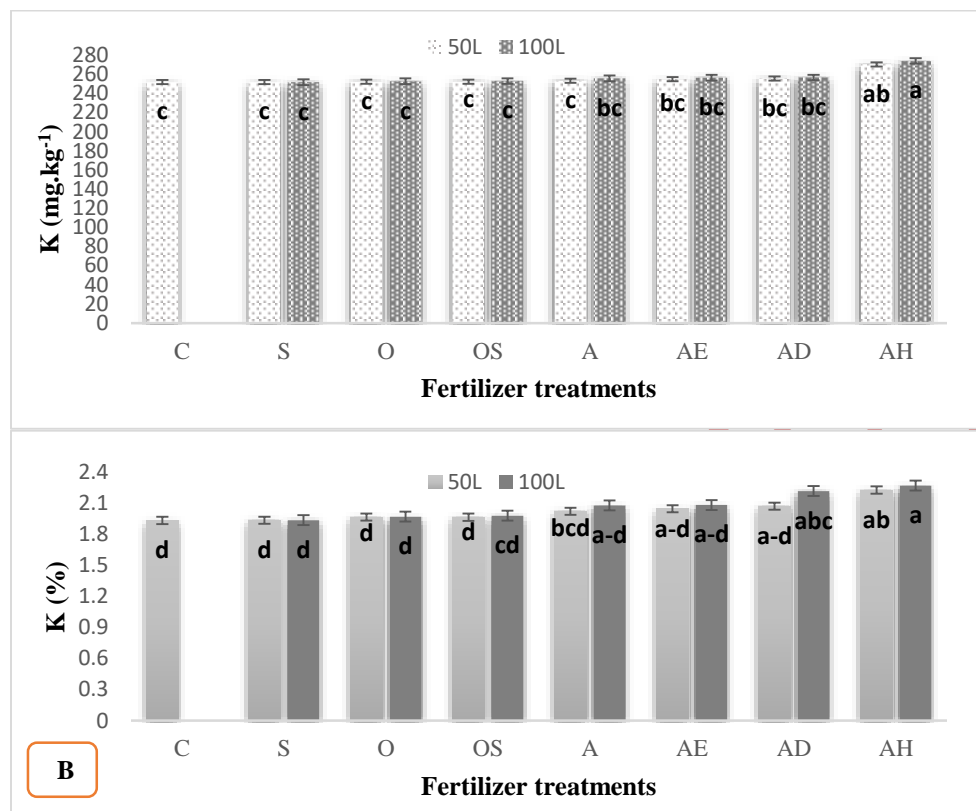 50L 100L
280
260
240
220
200
180
160
140
120
100
80
60
40
20
0
K (mg.kg-1)
c c c c c c c c c bc bc bc bc bc ab a
C S O OS A AE AD AH
Fertilizer treatments
50L 100L
2.4
2.1
1.8
1.5
1.2
0.9
0.6
0.3
0
K (%)
d d d d d d cd bcd a-d a-d a-d a-d abc ab a
C S O OS A AE AD AH
B
Fertilizer treatments